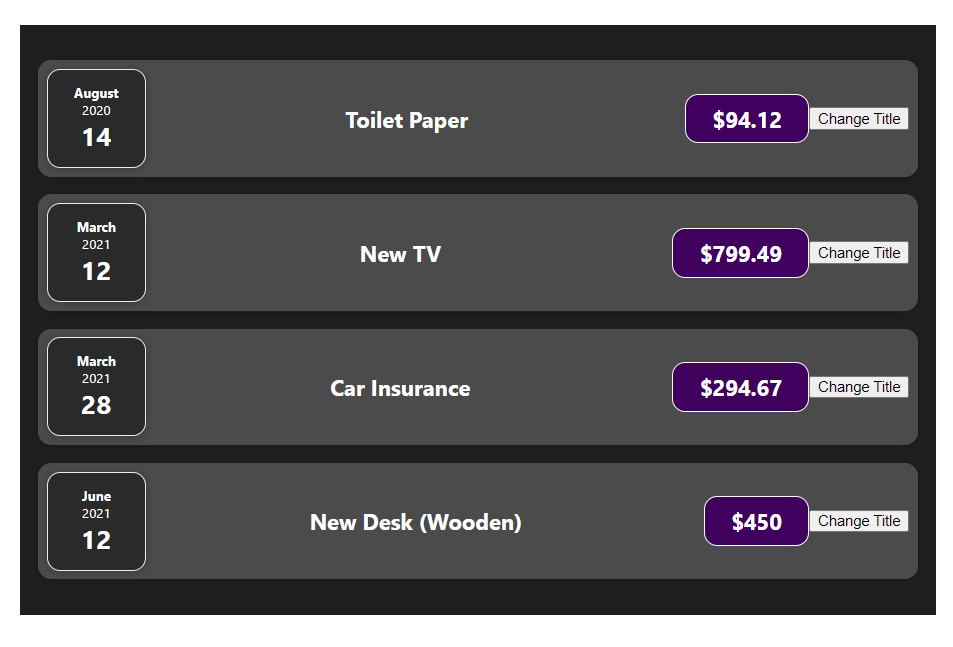 August
2020
14
Toilet Paper
$94.12
Change Title
March
2021
12
New TV
$799.49
Change Title
March
2021
28
Car Insurance
$294.67
Change Title
June
2021
12
New Desk (Wooden)
$450
Change Title